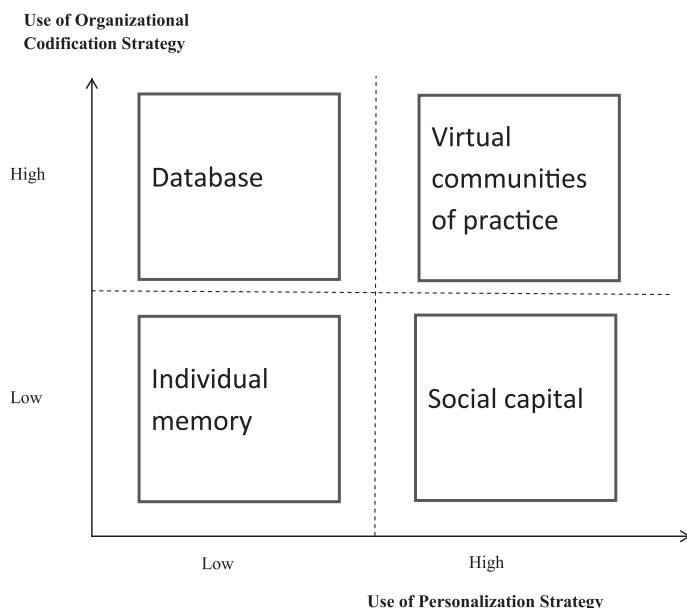 Use of Organizational
Codification Strategy
High
Database
Virtual
communities
of practice
Low
Individual
memory
Social capital
Low
High
Use of Personalization Strategy